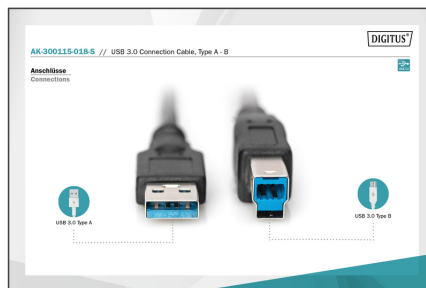 DIGITUS®
AK-300115-018-S // USB 3.0 Connection Cable, Type A - B
Anschlüsse
Connections
USB 3.0 Type A
USB 3.0 Type B